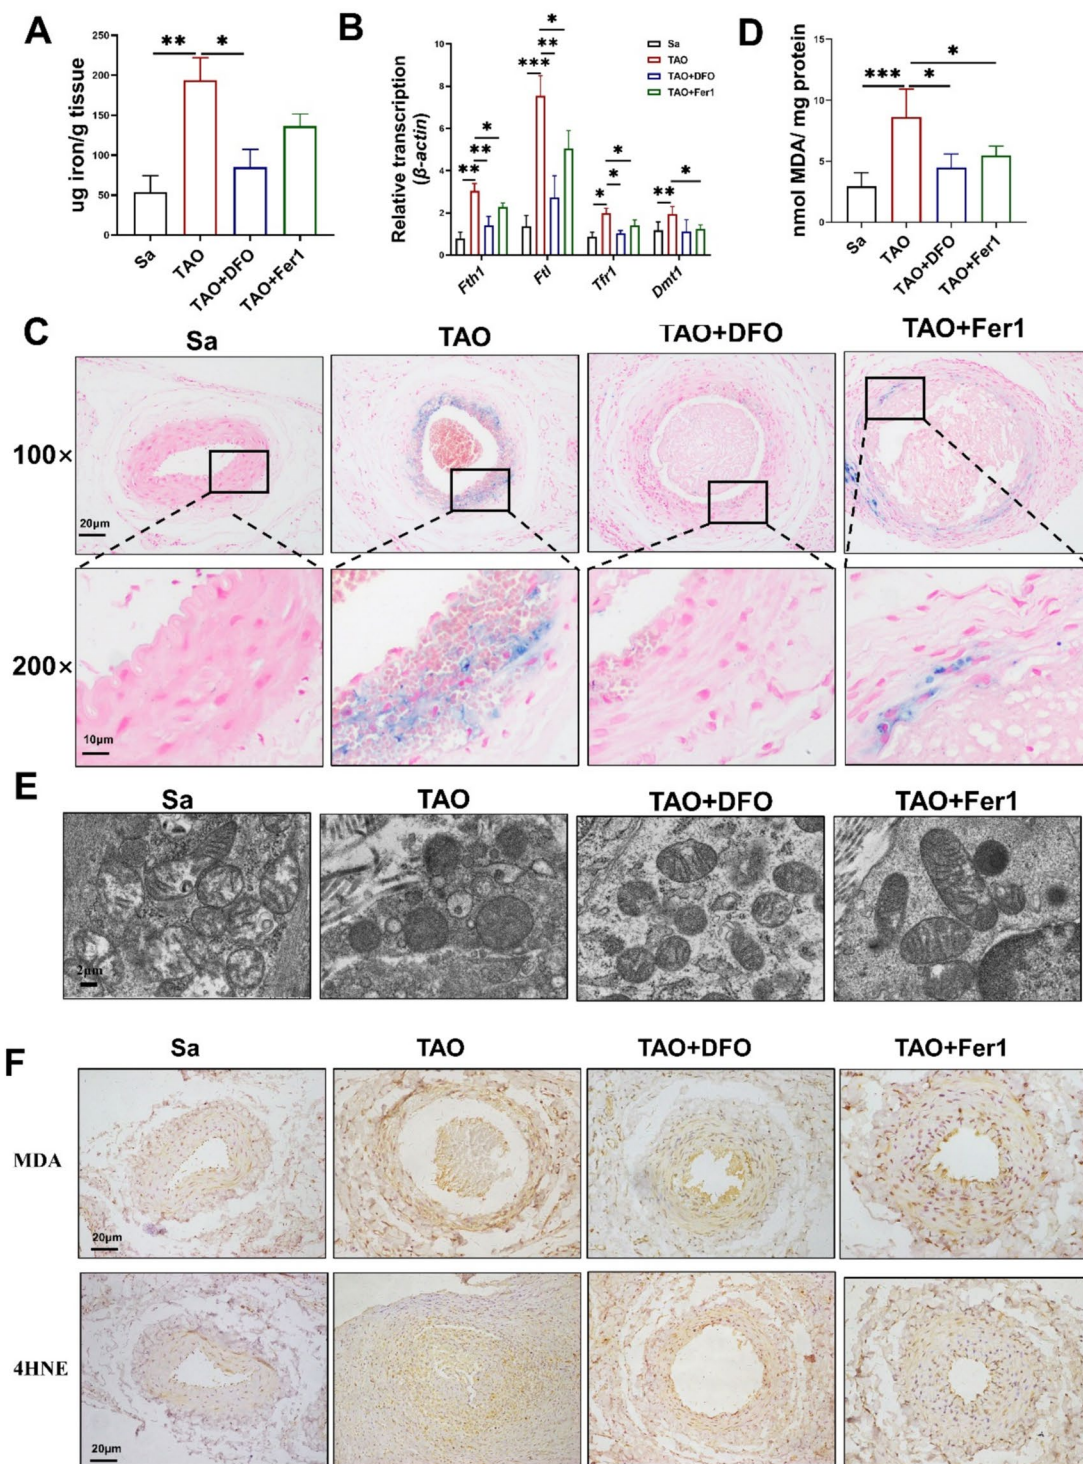 A
250
200
150
100
50
0
ug iron/g tissue
** *
Sa
TAO
TAO+DFO
TAO+Fer1
B
10
8
6
4
2
0
Relative transcription
(β-actin)
Sa
TAO
TAO+DFO
TAO+Fer1
*
**
***
*
**
**
*
*
*
*
**
Fth1
Ftl
Tfr1
Dmt1
D
15
10
5
0
nmol MDA/ mg protein
*
*** *
Sa
TAO
TAO+DFO
TAO+Fer1
C
Sa
TAO
TAO+DFO
TAO+Fer1
100×
20μm
200×
10μm
E
Sa
TAO
TAO+DFO
TAO+Fer1
2μm
F
Sa
TAO
TAO+DFO
TAO+Fer1
MDA
20μm
4HNE
20μm